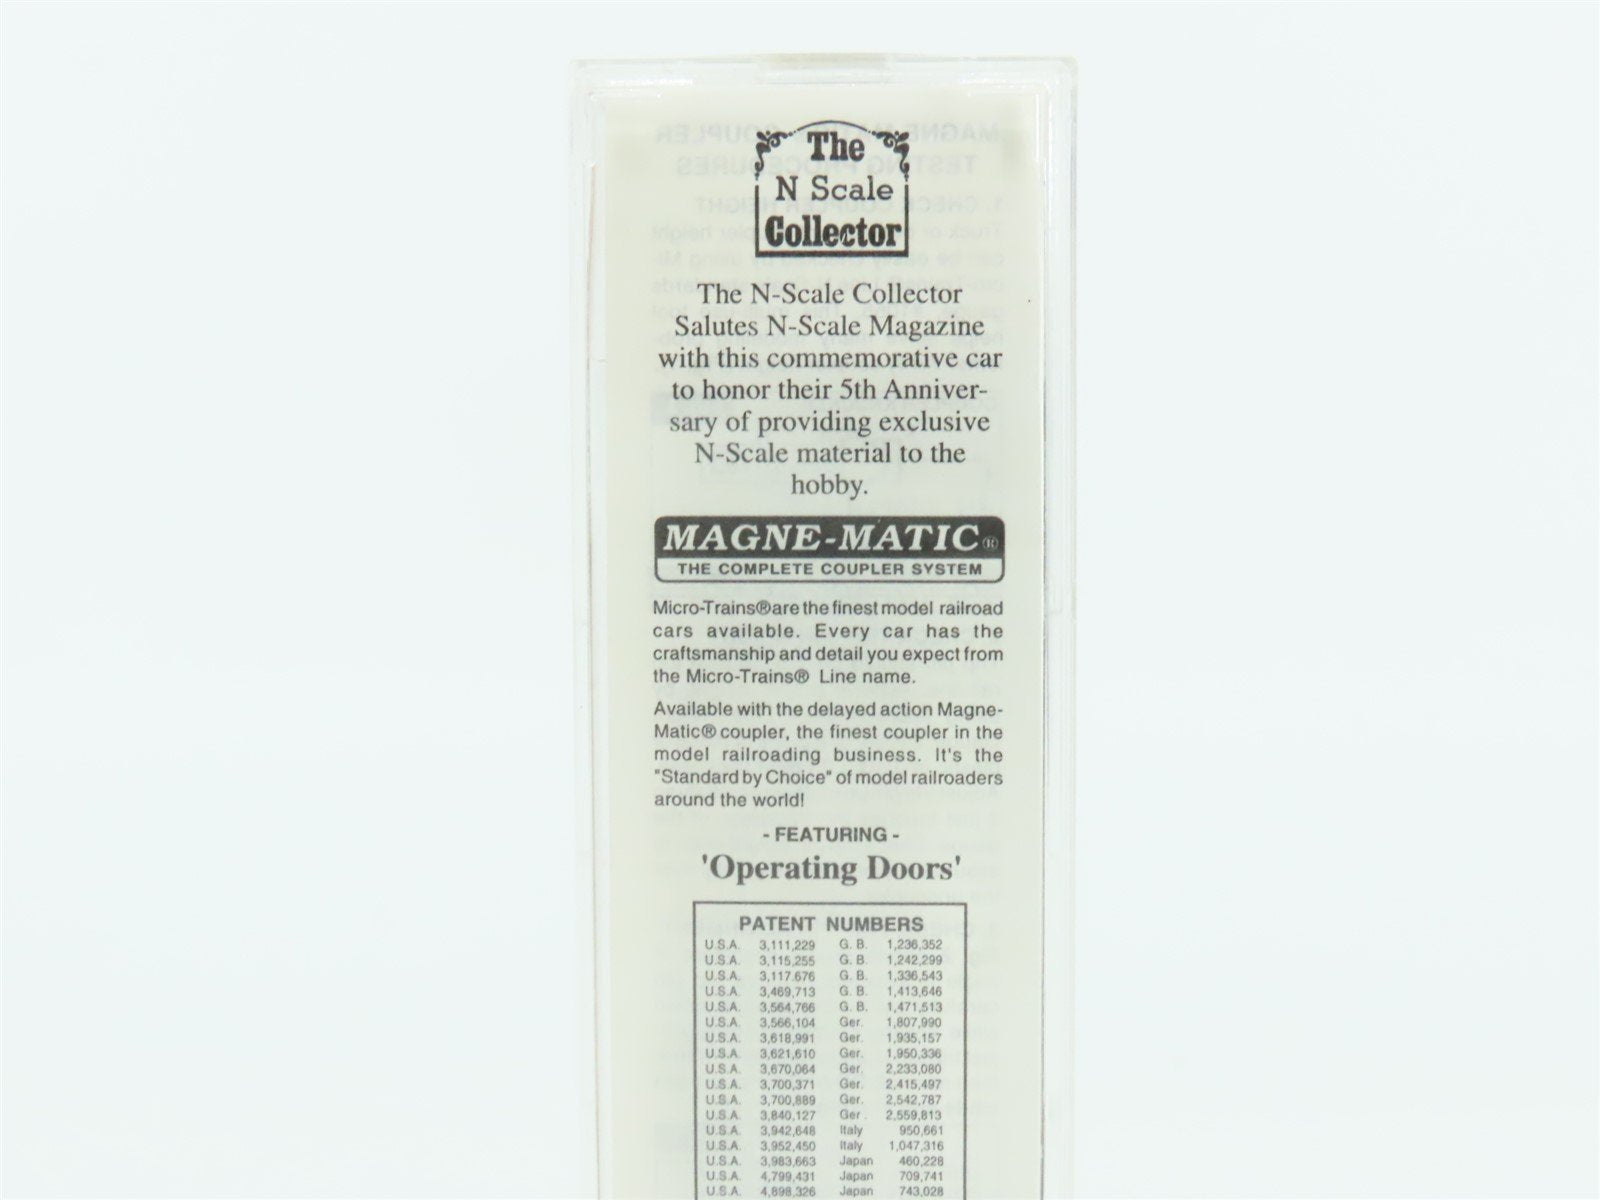 The
N Scale
Collector
The N-Scale Collector
Salutes N-Scale Magazine
with this commemorative car
to honor their 5th Anniver-
sary of providing exclusive
N-Scale material to the
hobby.
MAGNE-MATIC®
THE COMPLETE COUPLER SYSTEM
Micro-Trains® are the finest model railroad
cars available. Every car has the
craftsmanship and detail you expect from
the Micro-Trains® Line name.
Available with the delayed action Magne-
Matic® coupler, the finest coupler in the
model railroading business. It's the
"Standard by Choice" of model railroaders
around the world!
- FEATURING -
'Operating Doors'
PATENT NUMBERS
U.S.A. 3,111,229 G. B. 1,236,352
U.S.A. 3,115,255 G. B. 1,242,299
U.S.A. 3,117,676 G. B. 1,336,543
U.S.A. 3,469,713 G. B. 1,413,646
U.S.A. 3,564,766 G. B. 1,471,513
U.S.A. 3,566,104 Ger. 1,807,990
U.S.A. 3,618,991 Ger. 1,935,157
U.S.A. 3,621,610 Ger. 1,950,336
U.S.A. 3,670,064 Ger. 2,233,080
U.S.A. 3,700,371 Ger. 2,415,497
U.S.A. 3,700,889 Ger. 2,542,787
U.S.A. 3,840,127 Ger. 2,559,813
U.S.A. 3,942,648 Italy 950,661
U.S.A. 3,952,450 Italy 1,047,316
U.S.A. 3,983,663 Japan 460,228
U.S.A. 4,799,431 Japan 709,741
U.S.A. 4,898,326 Japan 743,028